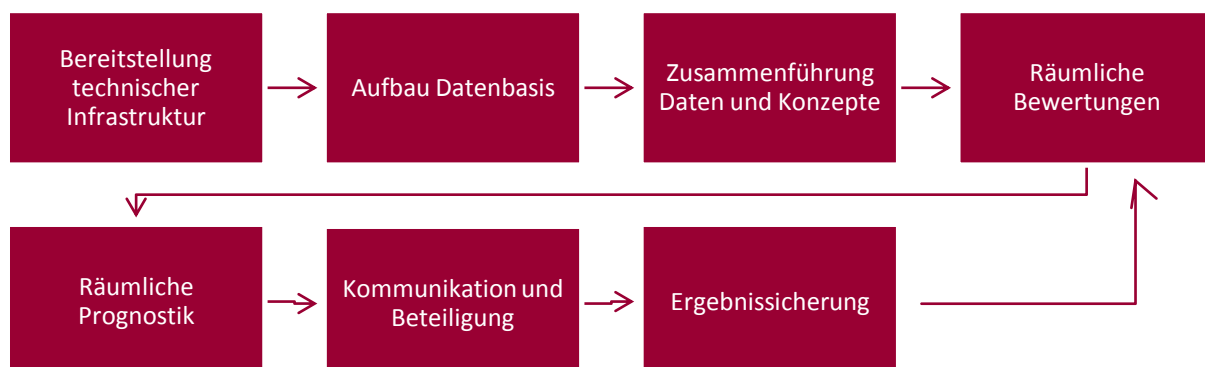 Bereitstellung
technischer
Infrastruktur
Aufbau Datenbasis
Zusammenführung
Daten und Konzepte
Räumliche
Bewertungen
Räumliche
Prognostik
Kommunikation und
Beteiligung
Ergebnissicherung